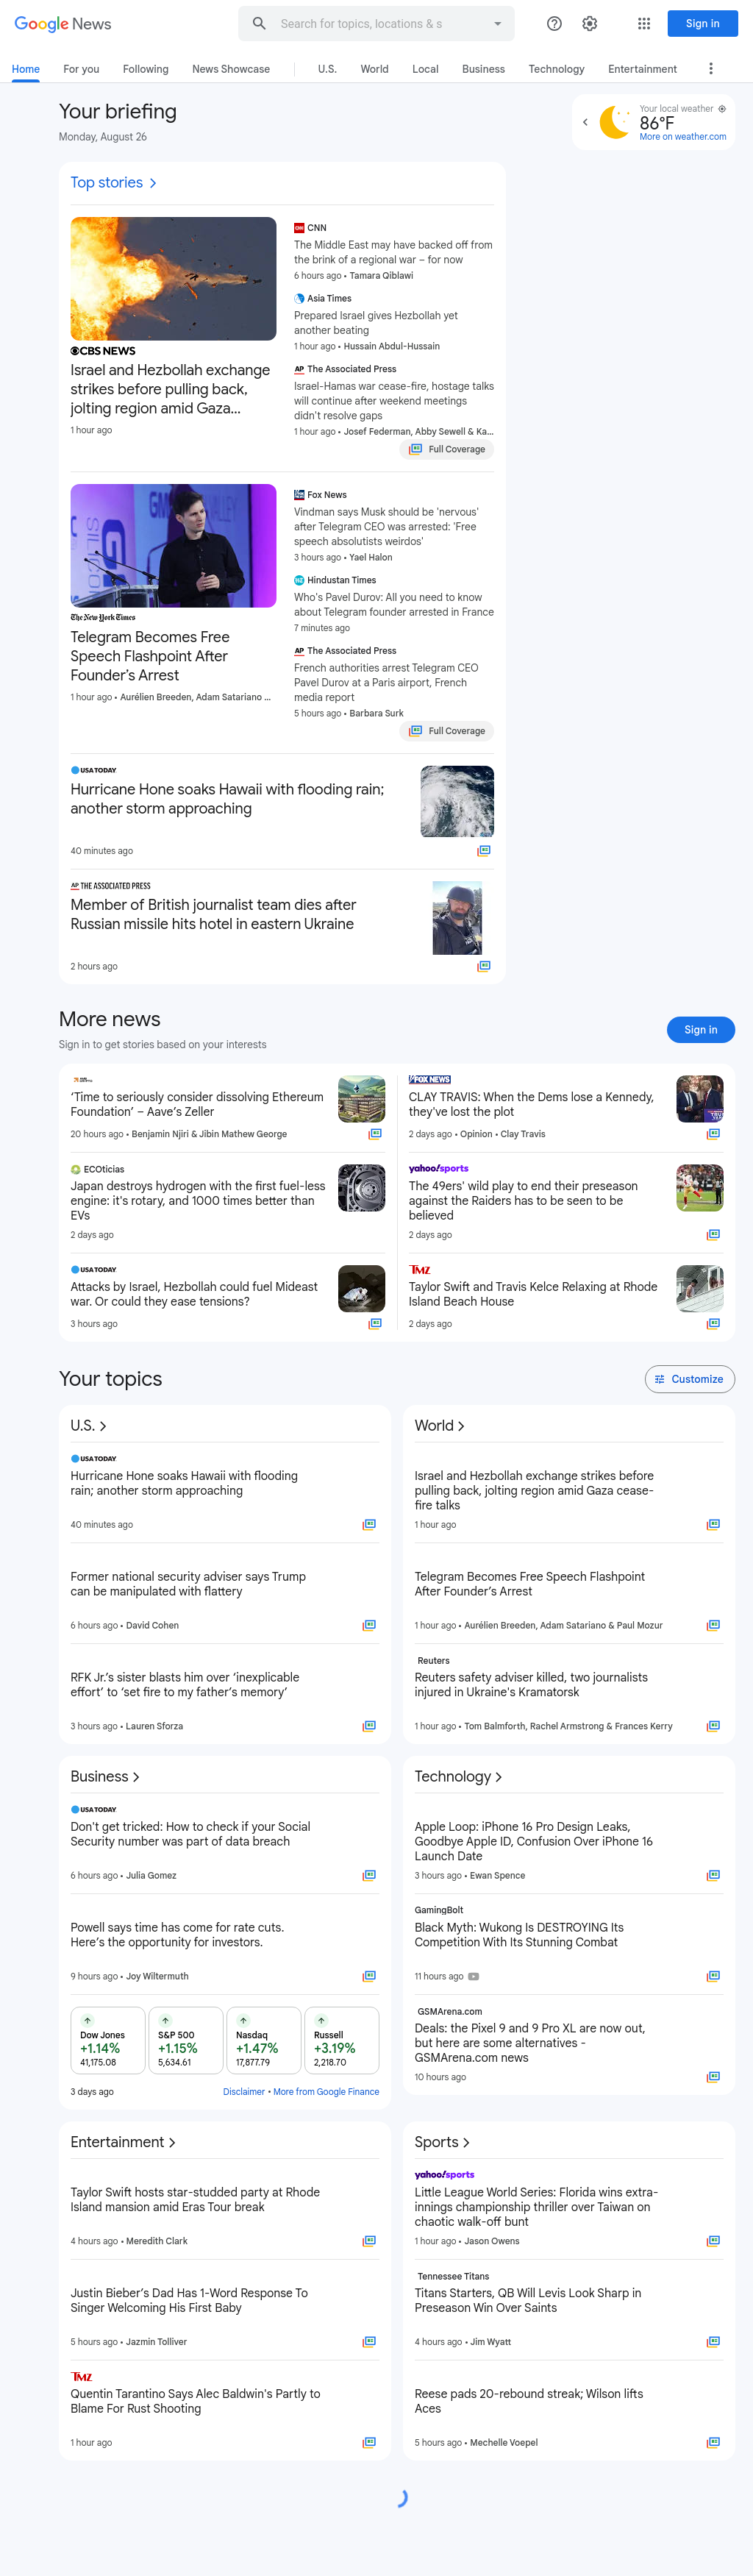 Google News
Search for topics, locations & s
Sign in
Home
For you
Following
News Showcase
U.S.
World
Local
Business
Technology
Entertainment
Your briefing
Monday, August 26
Your local weather
86°F
More on weather.com
Top stories
CBS NEWS
Israel and Hezbollah exchange
strikes before pulling back,
jolting region amid Gaza...
1 hour ago
CNN
The Middle East may have backed off from
the brink of a regional war – for now
6 hours ago • Tamara Qiblawi
Asia Times
Prepared Israel gives Hezbollah yet
another beating
1 hour ago • Hussain Abdul-Hussain
AP The Associated Press
Israel-Hamas war cease-fire, hostage talks
will continue after weekend meetings
didn't resolve gaps
1 hour ago • Josef Federman, Abby Sewell & Ka...
Full Coverage
The New York Times
Telegram Becomes Free
Speech Flashpoint After
Founder's Arrest
1 hour ago • Aurélien Breeden, Adam Satariano ...
Fox News
Vindman says Musk should be 'nervous'
after Telegram CEO was arrested: 'Free
speech absolutists weirdos'
3 hours ago • Yael Halon
Hindustan Times
Who's Pavel Durov: All you need to know
about Telegram founder arrested in France
7 minutes ago
AP The Associated Press
French authorities arrest Telegram CEO
Pavel Durov at a Paris airport, French
media report
5 hours ago • Barbara Surk
Full Coverage
USA TODAY
Hurricane Hone soaks Hawaii with flooding rain;
another storm approaching
40 minutes ago
AP THE ASSOCIATED PRESS
Member of British journalist team dies after
Russian missile hits hotel in eastern Ukraine
2 hours ago
More news
Sign in to get stories based on your interests
Sign in
‘Time to seriously consider dissolving Ethereum
Foundation’ – Aave’s Zeller
20 hours ago • Benjamin Njiri & Jibin Mathew George
ECOticias
Japan destroys hydrogen with the first fuel-less
engine: it's rotary, and 1000 times better than
EVs
2 days ago
USA TODAY
Attacks by Israel, Hezbollah could fuel Mideast
war. Or could they ease tensions?
3 hours ago
FOX NEWS
CLAY TRAVIS: When the Dems lose a Kennedy,
they've lost the plot
2 days ago • Opinion • Clay Travis
yahoo!sports
The 49ers' wild play to end their preseason
against the Raiders has to be seen to be
believed
2 days ago
TMZ
Taylor Swift and Travis Kelce Relaxing at Rhode
Island Beach House
2 days ago
Your topics
Customize
U.S.
USA TODAY
Hurricane Hone soaks Hawaii with flooding
rain; another storm approaching
40 minutes ago
Former national security adviser says Trump
can be manipulated with flattery
6 hours ago • David Cohen
RFK Jr.’s sister blasts him over ‘inexplicable
effort’ to ‘set fire to my father’s memory’
3 hours ago • Lauren Sforza
World
Israel and Hezbollah exchange strikes before
pulling back, jolting region amid Gaza cease-
fire talks
1 hour ago
Telegram Becomes Free Speech Flashpoint
After Founder’s Arrest
1 hour ago • Aurélien Breeden, Adam Satariano & Paul Mozur
Reuters
Reuters safety adviser killed, two journalists
injured in Ukraine's Kramatorsk
1 hour ago • Tom Balmforth, Rachel Armstrong & Frances Kerry
Business
USA TODAY
Don't get tricked: How to check if your Social
Security number was part of data breach
6 hours ago • Julia Gomez
Powell says time has come for rate cuts.
Here’s the opportunity for investors.
9 hours ago • Joy Wiltermuth
Dow Jones
+1.14%
41,175.08
S&P 500
+1.15%
5,634.61
Nasdaq
+1.47%
17,877.79
Russell
+3.19%
2,218.70
3 days ago
Disclaimer • More from Google Finance
Technology
Apple Loop: iPhone 16 Pro Design Leaks,
Goodbye Apple ID, Confusion Over iPhone 16
Launch Date
3 hours ago • Ewan Spence
GamingBolt
Black Myth: Wukong Is DESTROYING Its
Competition With Its Stunning Combat
11 hours ago
GSMArena.com
Deals: the Pixel 9 and 9 Pro XL are now out,
but here are some alternatives -
GSMArena.com news
10 hours ago
Entertainment
Taylor Swift hosts star-studded party at Rhode
Island mansion amid Eras Tour break
4 hours ago • Meredith Clark
Justin Bieber’s Dad Has 1-Word Response To
Singer Welcoming His First Baby
5 hours ago • Jazmin Tolliver
TMZ
Quentin Tarantino Says Alec Baldwin's Partly to
Blame For Rust Shooting
1 hour ago
Sports
yahoo!sports
Little League World Series: Florida wins extra-
innings championship thriller over Taiwan on
chaotic walk-off bunt
1 hour ago • Jason Owens
Tennessee Titans
Titans Starters, QB Will Levis Look Sharp in
Preseason Win Over Saints
4 hours ago • Jim Wyatt
Reese pads 20-rebound streak; Wilson lifts
Aces
5 hours ago • Mechelle Voepel